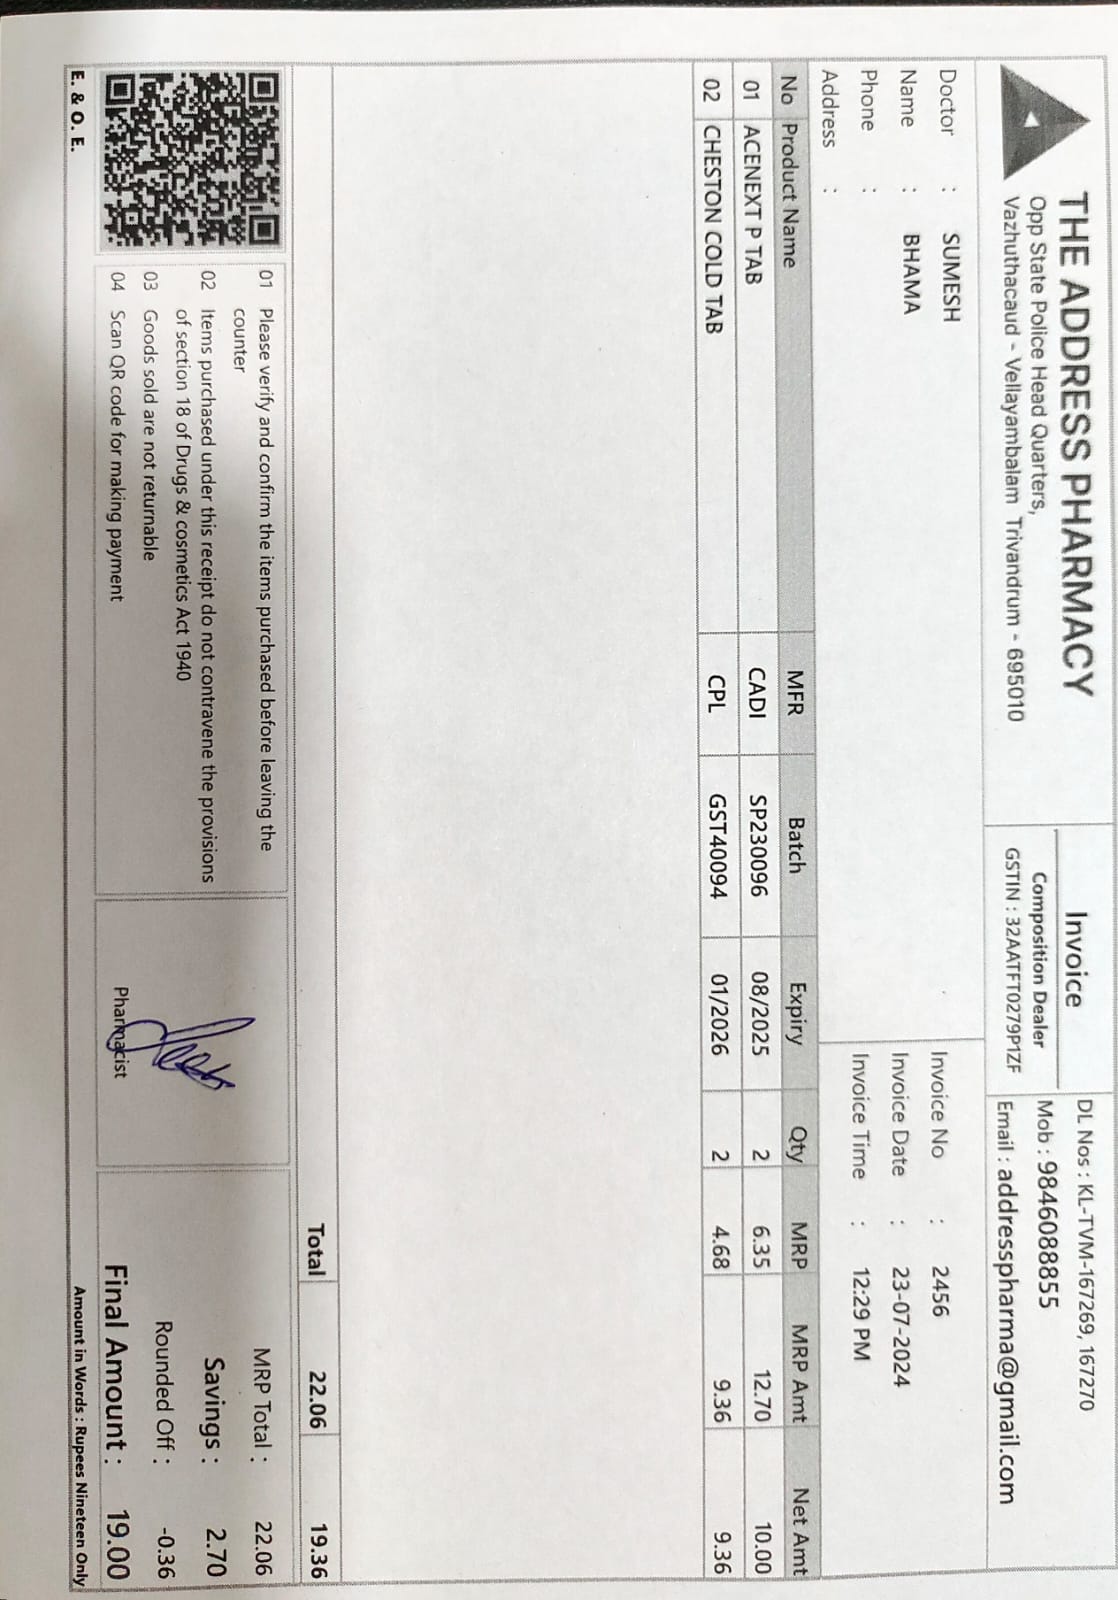 THE ADDRESS PHARMACY
Opp State Police Head Quarters,
Vazhuthacaud - Vellayambalam Trivandrum - 695010
Invoice
Composition Dealer
GSTIN : 32AATFT0279P1ZF
DL Nos : KL-TVM-167269, 167270
Mob : 9846088855
Email : addresspharma@gmail.com
Doctor : SUMESH
Name : BHAMA
Phone :
Address :
Invoice No : 2456
Invoice Date : 23-07-2024
Invoice Time : 12:29 PM
No Product Name MFR Batch Expiry Qty MRP MRP Amt Net Amt
01 ACENEXT P TAB CADI SP230096 08/2025 2 6.35 12.70 10.00
02 CHESTON COLD TAB CPL GST40094 01/2026 2 4.68 9.36 9.36
Total 22.06 19.36
01 Please verify and confirm the items purchased before leaving the
counter
02 Items purchased under this receipt do not contravene the provisions
of section 18 of Drugs & cosmetics Act 1940
03 Goods sold are not returnable
04 Scan QR code for making payment
Pharmacist
MRP Total : 22.06
Savings : 2.70
Rounded Off : -0.36
Final Amount : 19.00
E. & O. E.
Amount in Words : Rupees Nineteen Only